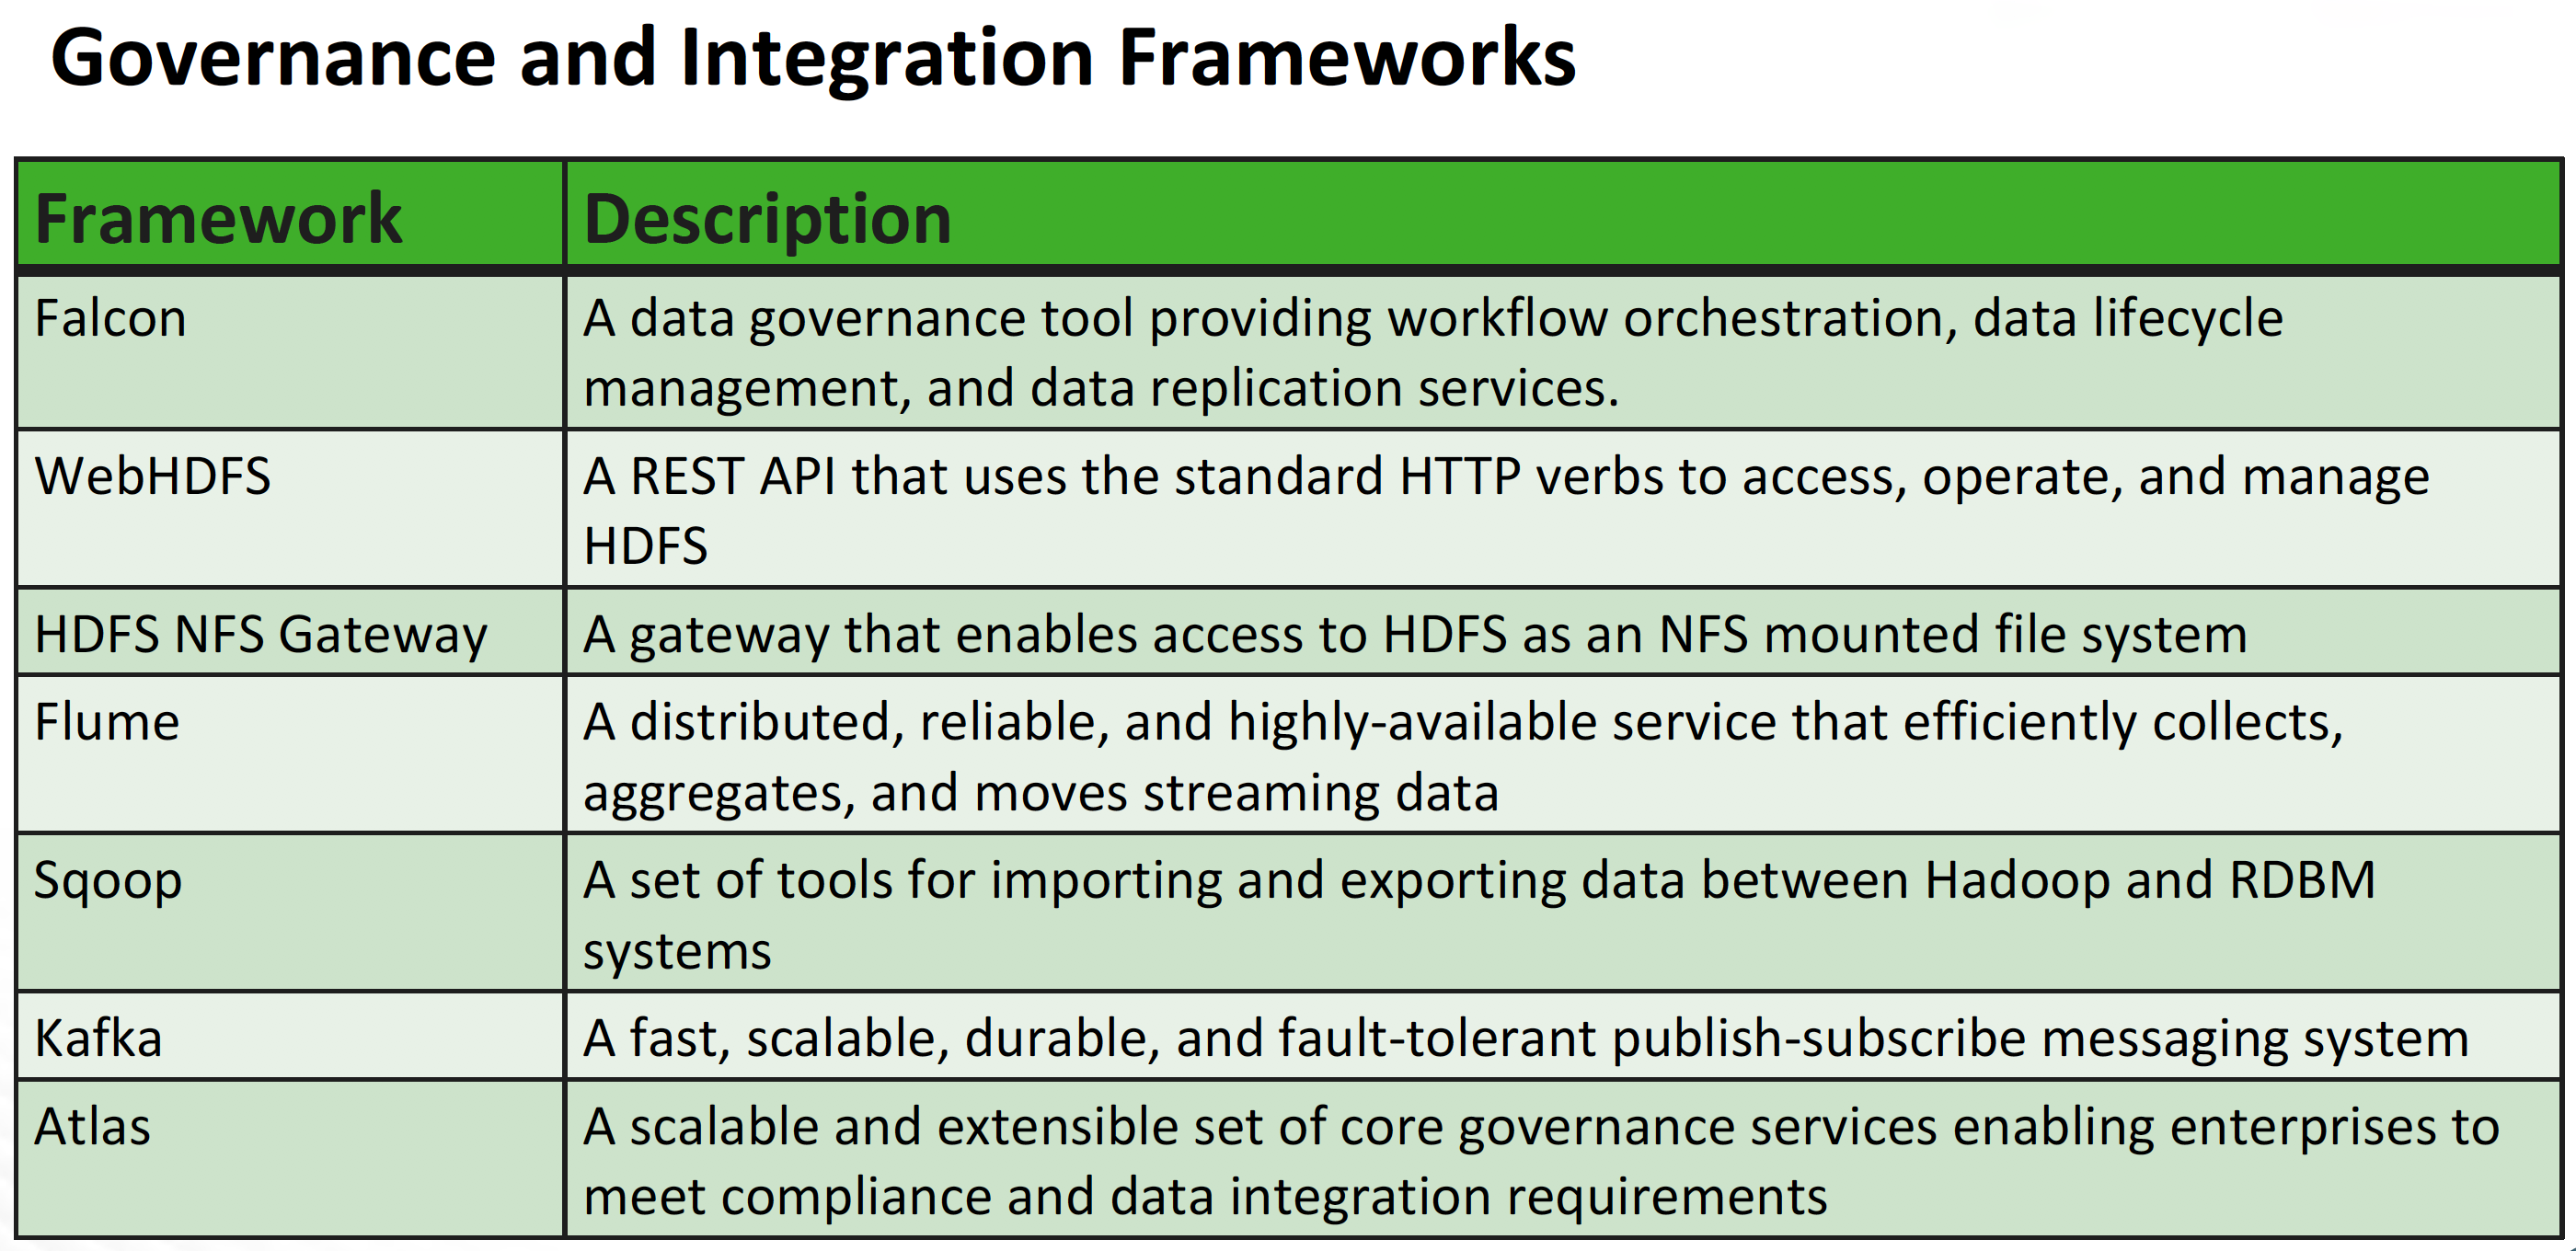 Governance and Integration Frameworks
Framework
Description
Falcon
A data governance tool providing workflow orchestration, data lifecycle
management, and data replication services.
WebHDFS
A REST API that uses the standard HTTP verbs to access, operate, and manage
HDFS
HDFS NFS Gateway
A gateway that enables access to HDFS as an NFS mounted file system
Flume
A distributed, reliable, and highly-available service that efficiently collects,
aggregates, and moves streaming data
Sqoop
A set of tools for importing and exporting data between Hadoop and RDBM
systems
Kafka
A fast, scalable, durable, and fault-tolerant publish-subscribe messaging system
Atlas
A scalable and extensible set of core governance services enabling enterprises to
meet compliance and data integration requirements